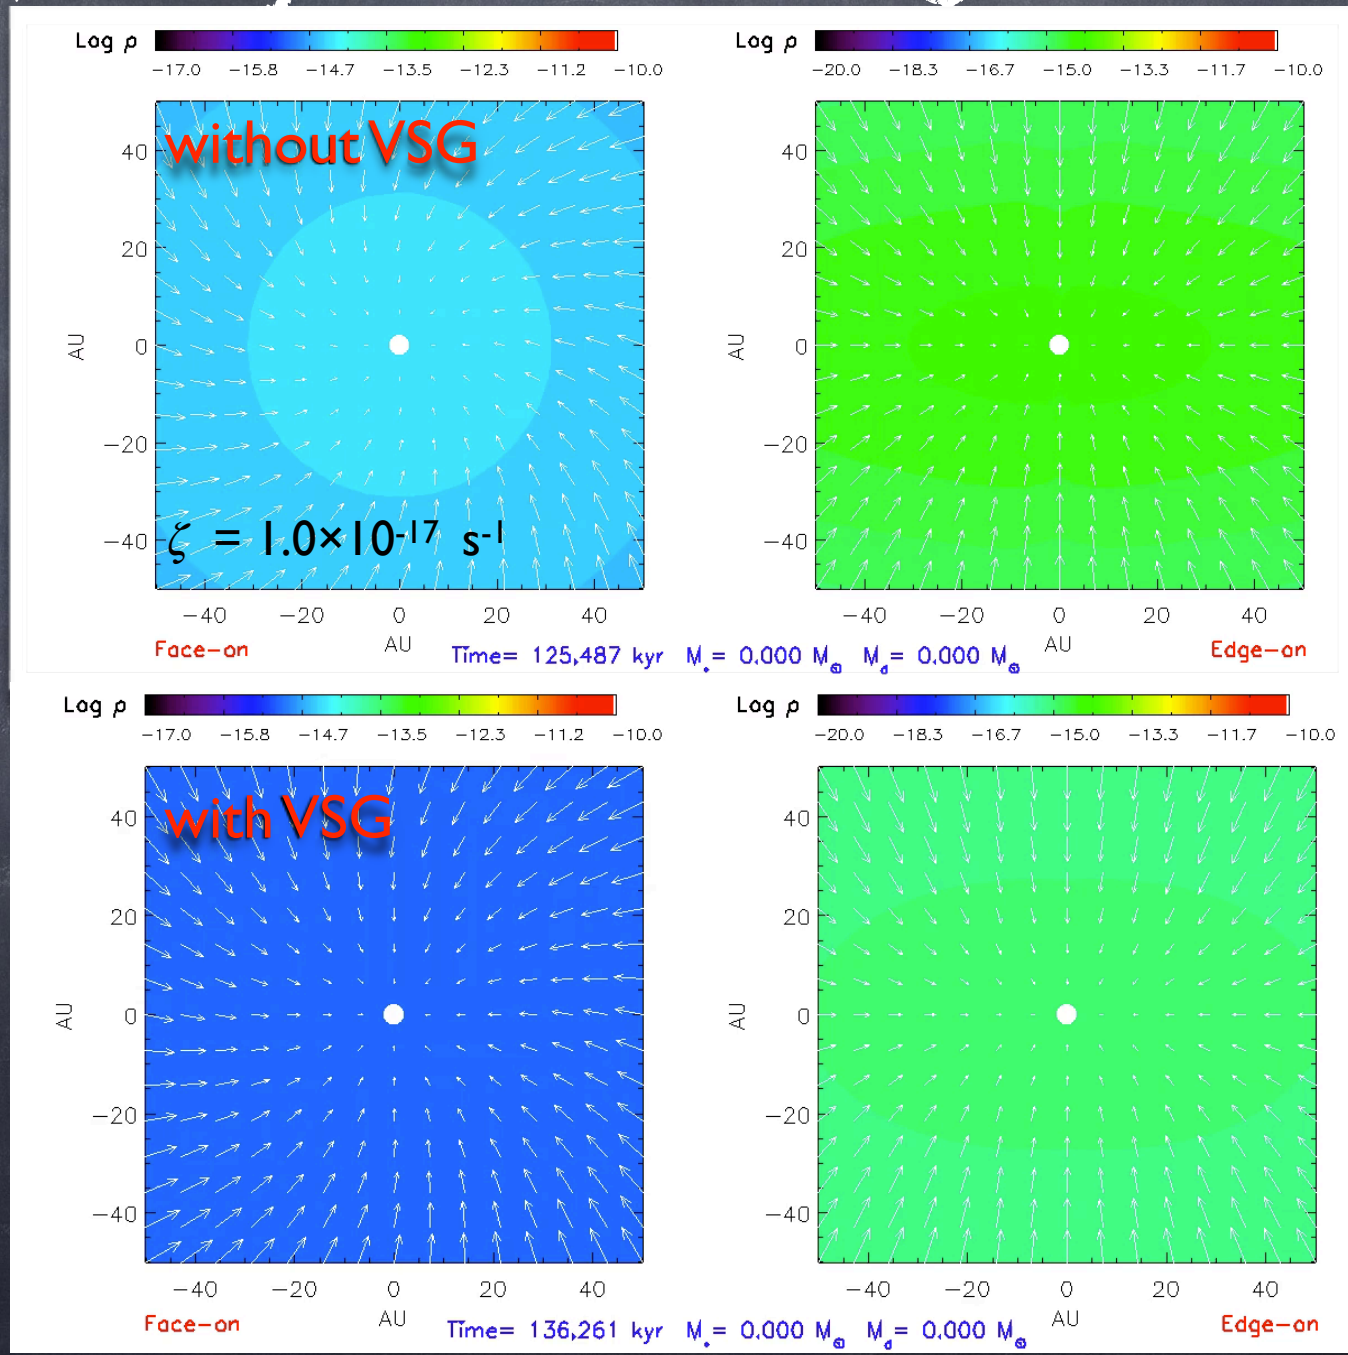 Log ρ
−17.0 −15.8 −14.7 −13.5 −12.3 −11.2 −10.0
Log ρ
−20.0 −18.3 −16.7 −15.0 −13.3 −11.7 −10.0
without VSG
ζ = 1.0×10⁻¹⁷ s⁻¹
AU
40
20
0
−20
−40
−40 −20 0 20 40
AU
AU
40
20
0
−20
−40
−40 −20 0 20 40
AU
Face−on
Time= 125,487 kyr M⁎= 0,000 M☉ M_d= 0,000 M☉
Edge−on
Log ρ
−17.0 −15.8 −14.7 −13.5 −12.3 −11.2 −10.0
Log ρ
−20.0 −18.3 −16.7 −15.0 −13.3 −11.7 −10.0
with VSG
AU
40
20
0
−20
−40
−40 −20 0 20 40
AU
AU
40
20
0
−20
−40
−40 −20 0 20 40
AU
Face−on
Time= 136,261 kyr M⁎= 0,000 M☉ M_d= 0,000 M☉
Edge−on